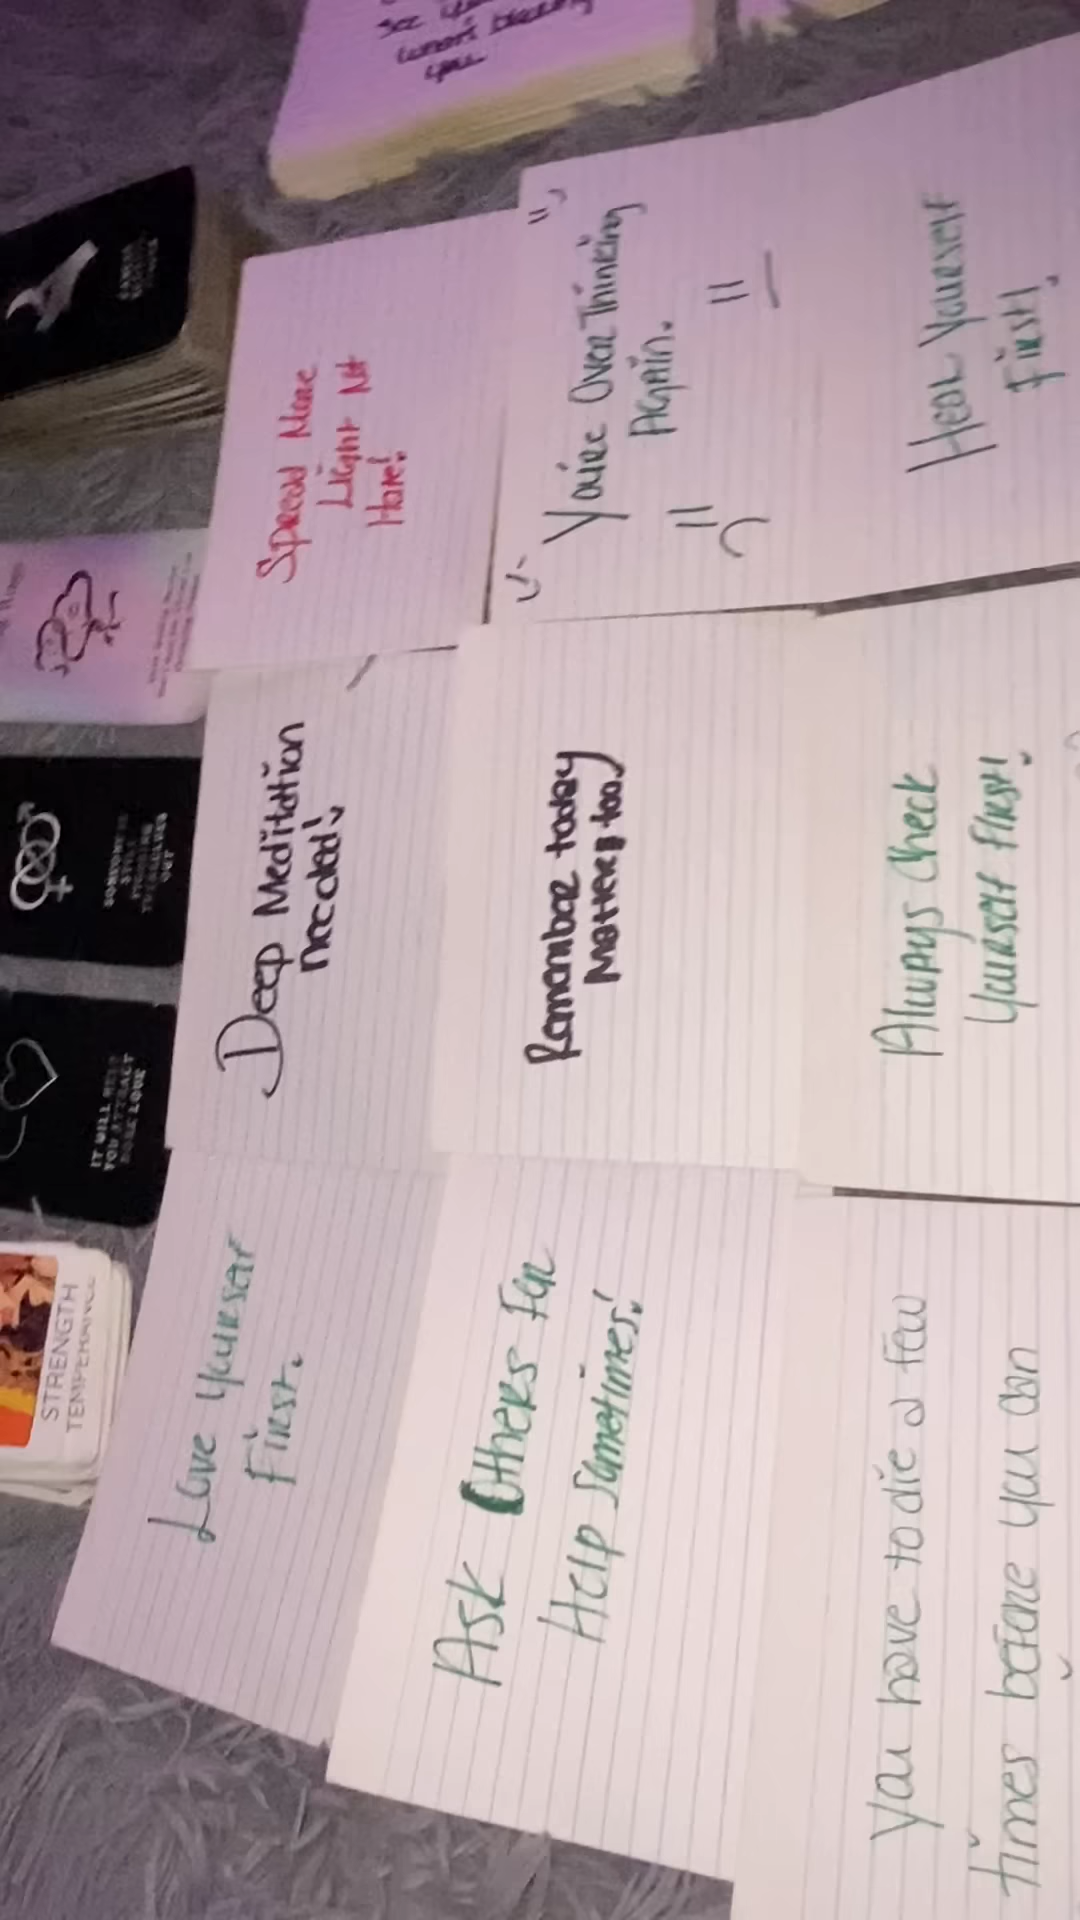 Love yourself
First.
Deep Meditation
needed!
Spread More
Light Not
Hate!
Ask Others For
Help Sometimes!
Remember today
Matters too!
You're Over Thinking
Again.
You have to die a few
times before you can
Always Check
yourself First!
Heal Yourself
First!
STRENGTH
TEMPERANCE
IT WILL HELP
YOU ATTRACT
MORE LOVE
OUT
you